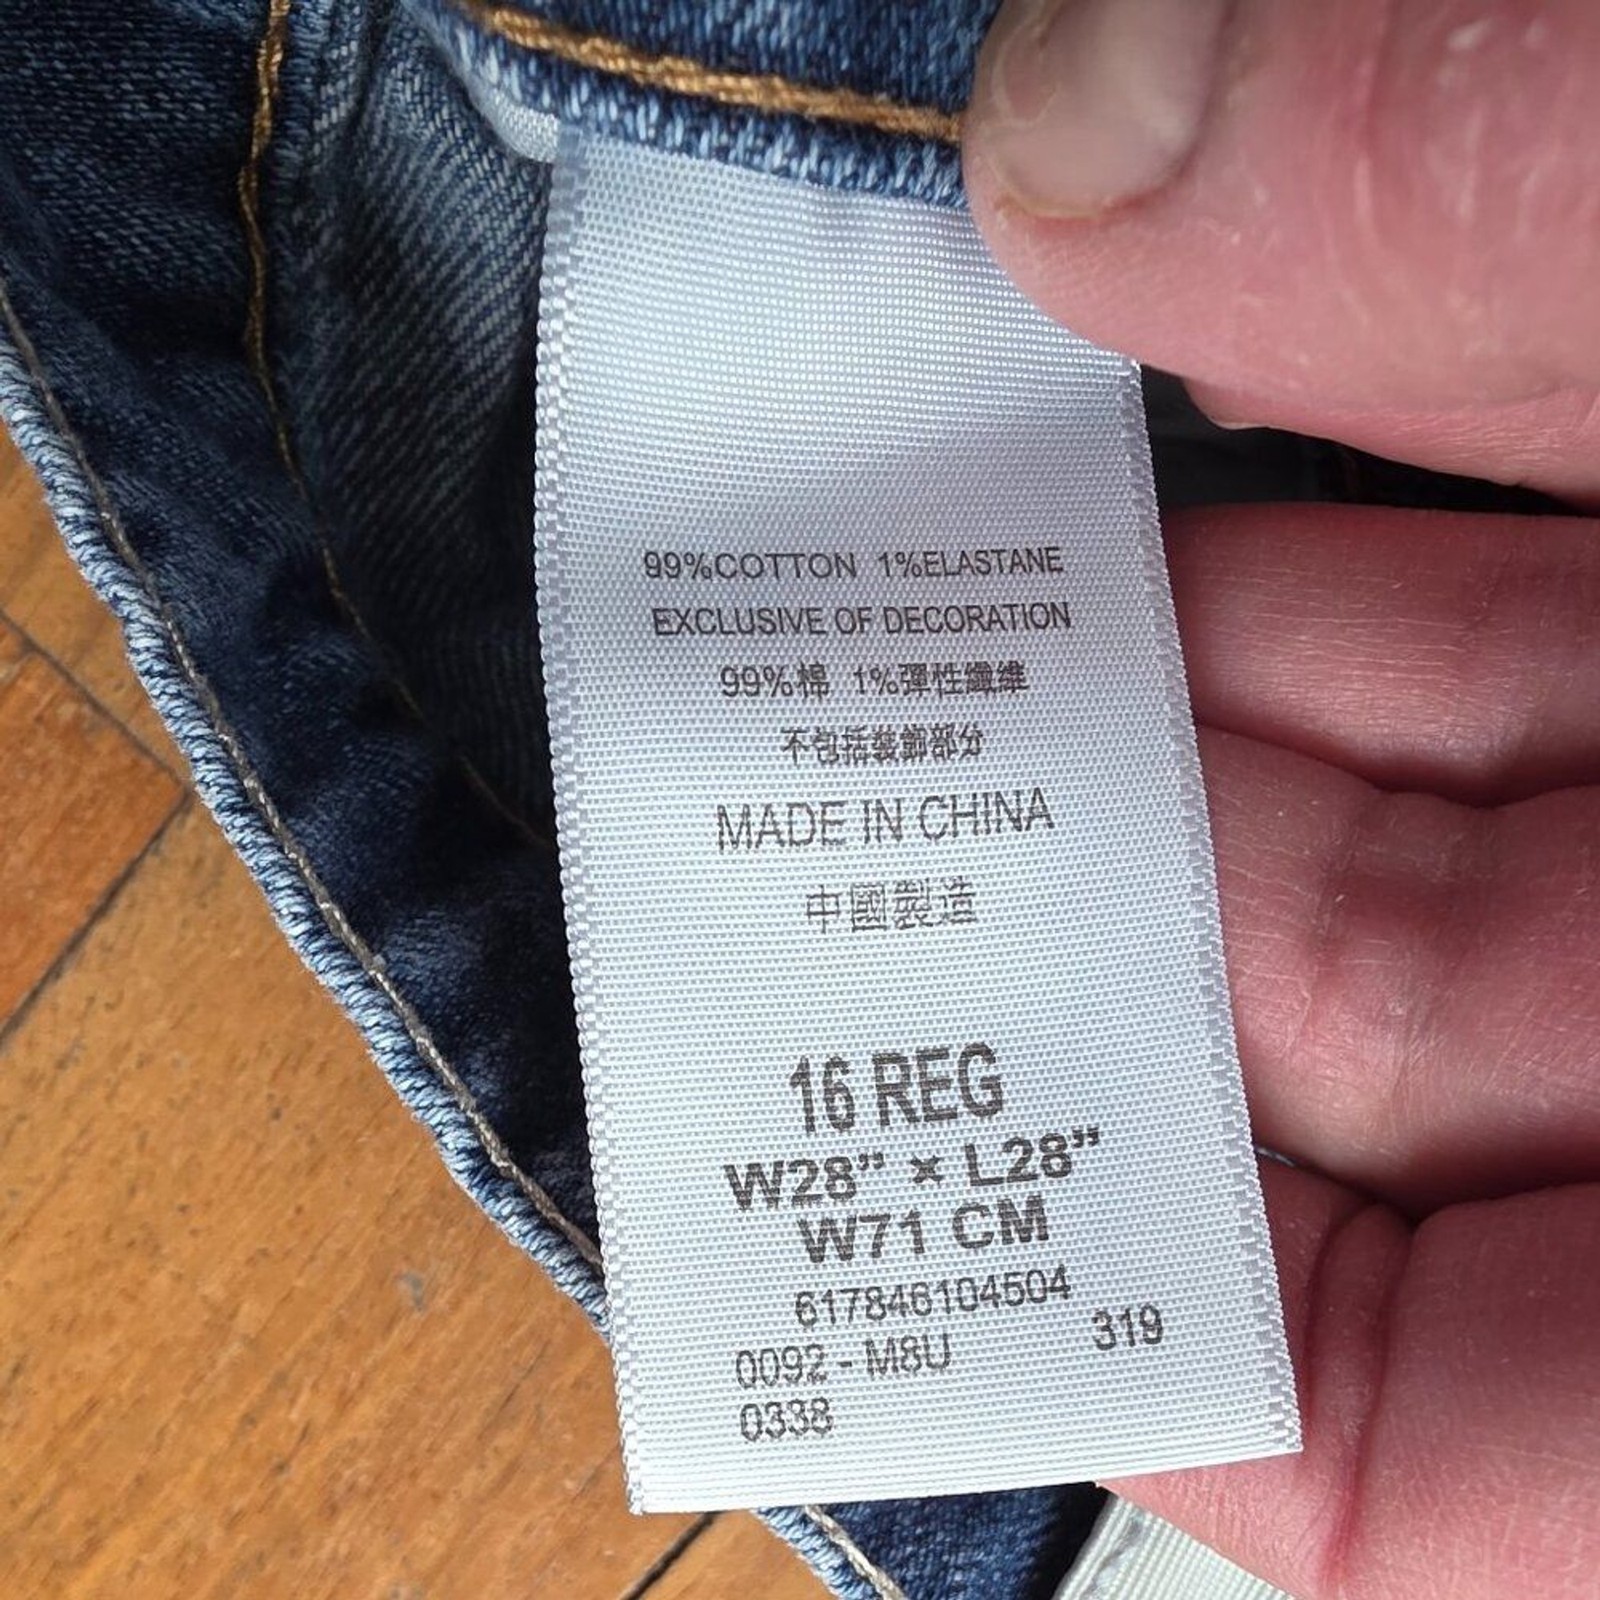 99%COTTON 1%ELASTANE
EXCLUSIVE OF DECORATION
99%棉 1%彈性纖維
不包括裝飾部分
MADE IN CHINA
中國製造
16 REG
W28” × L28”
W71 CM
617846104504
319
0092 - M8U
0338